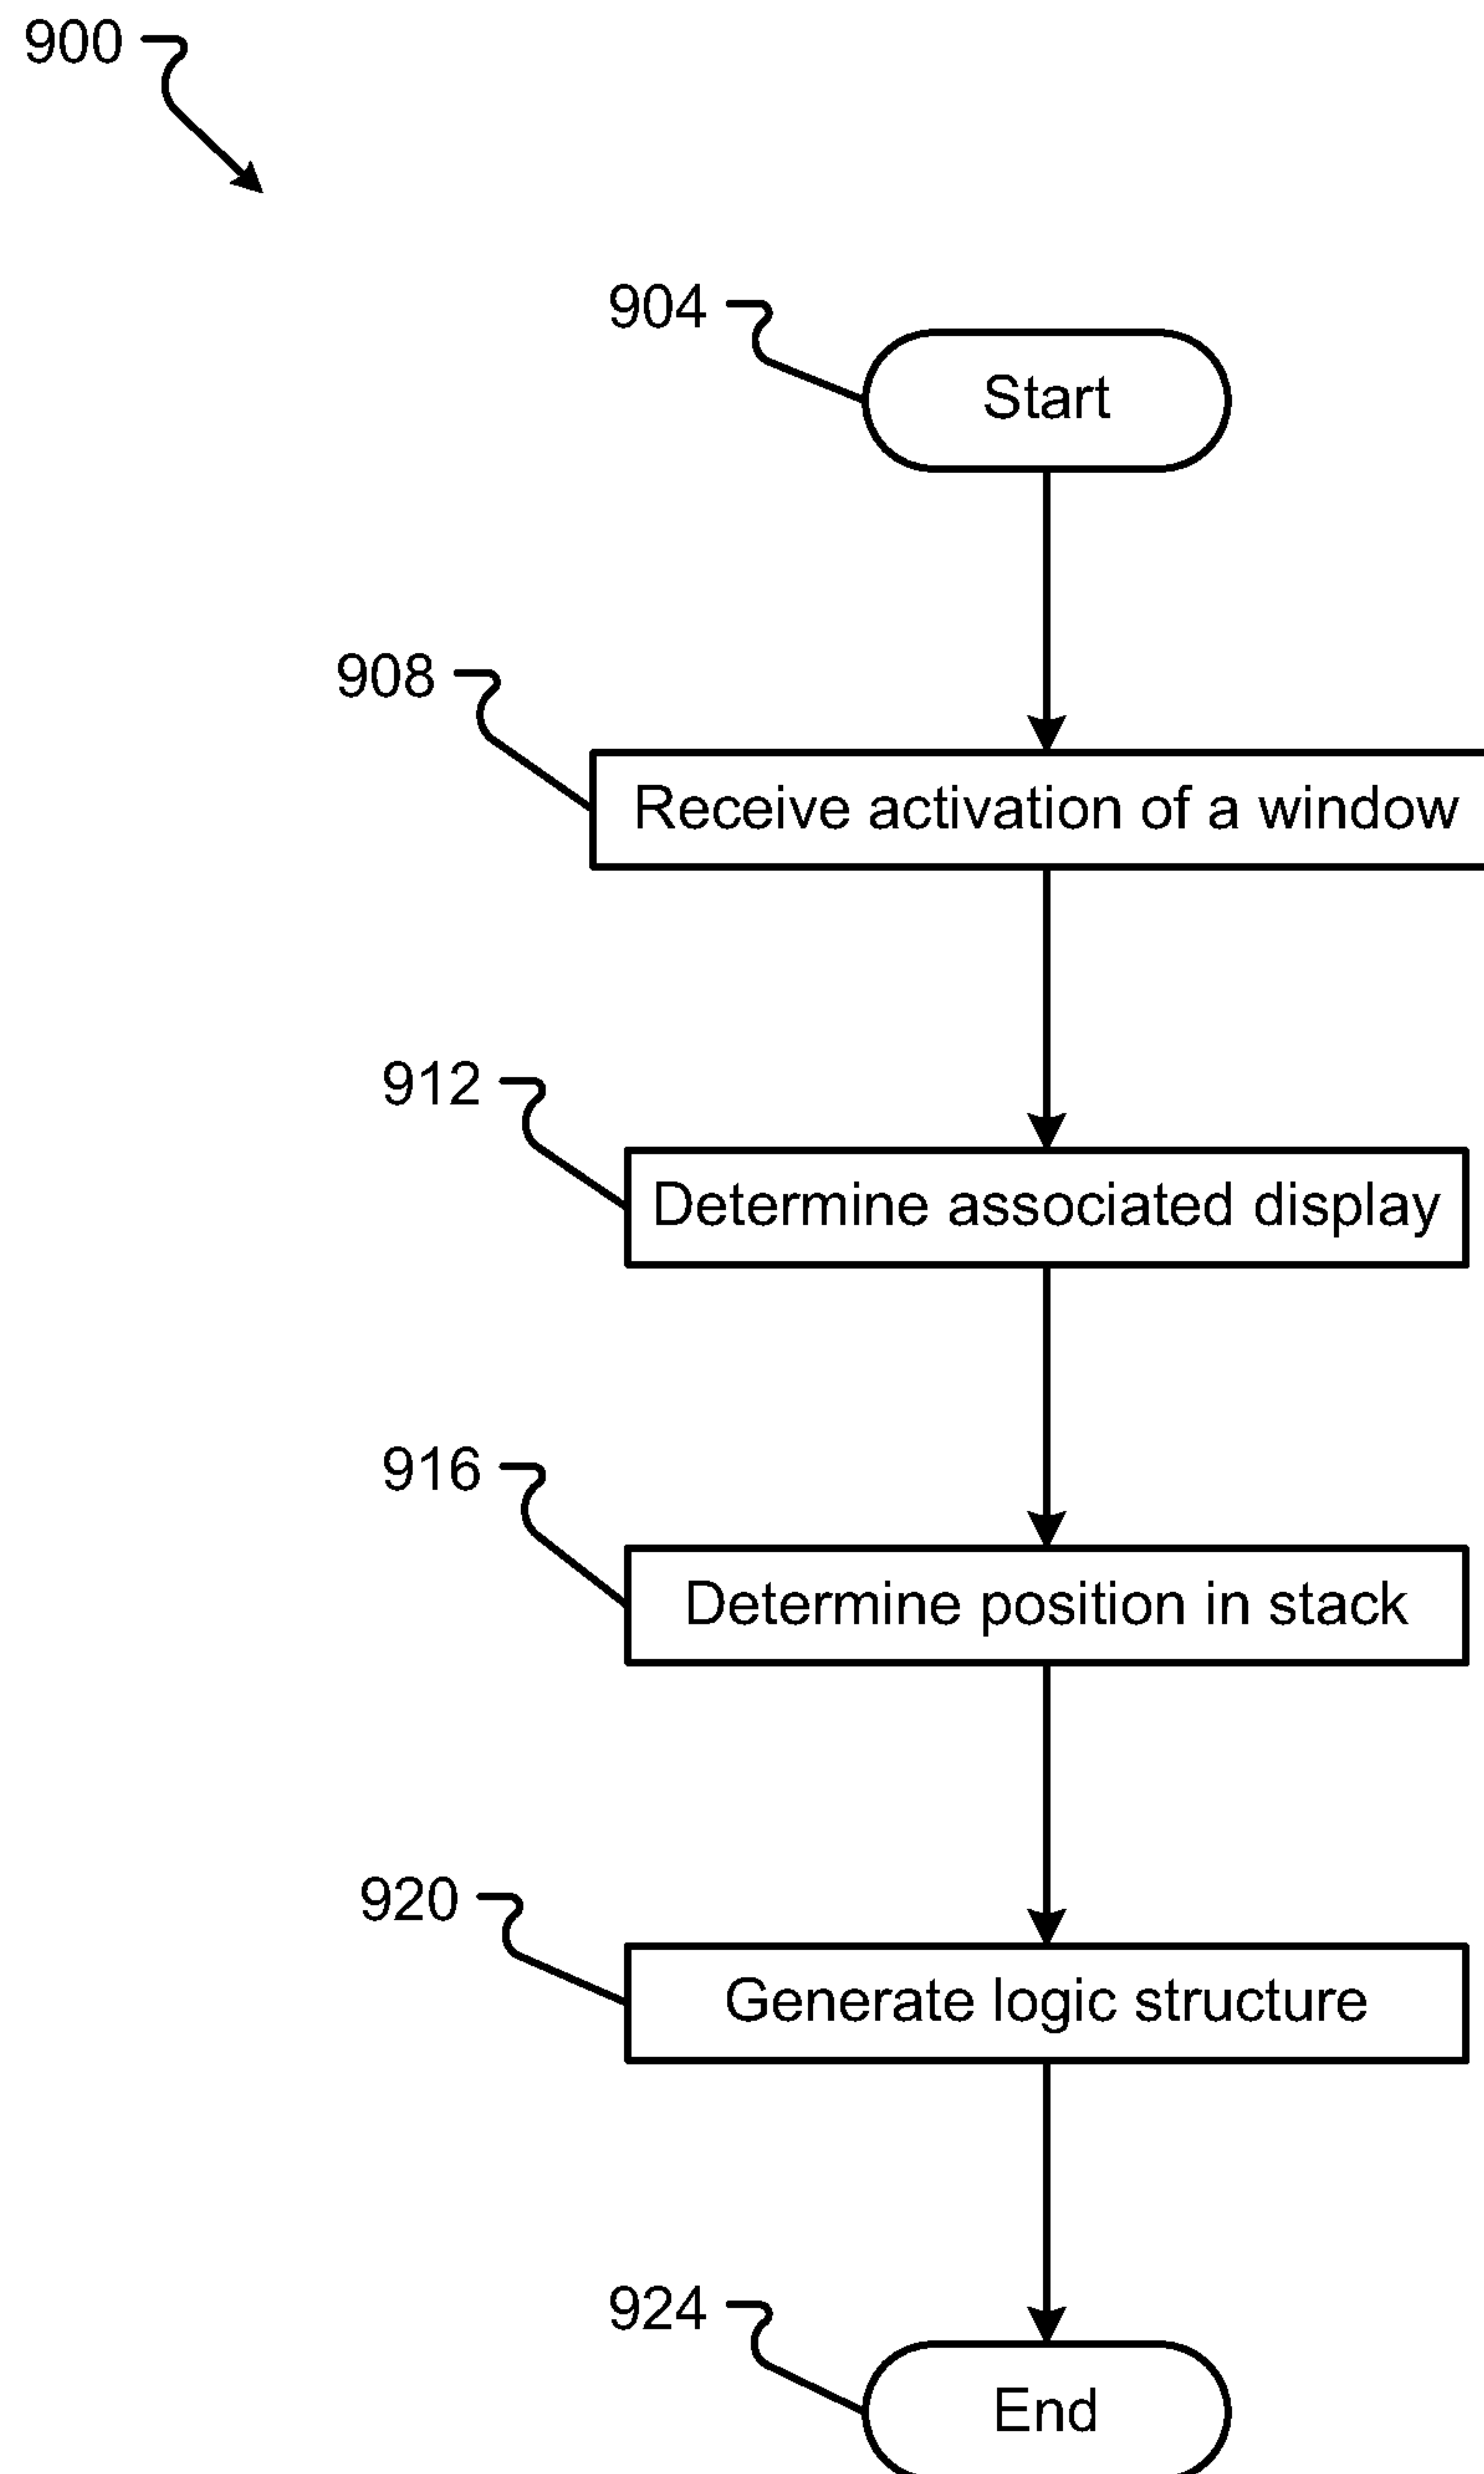 900
904
Start
908
Receive activation of a window
912
Determine associated display
916
Determine position in stack
920
Generate logic structure
924
End